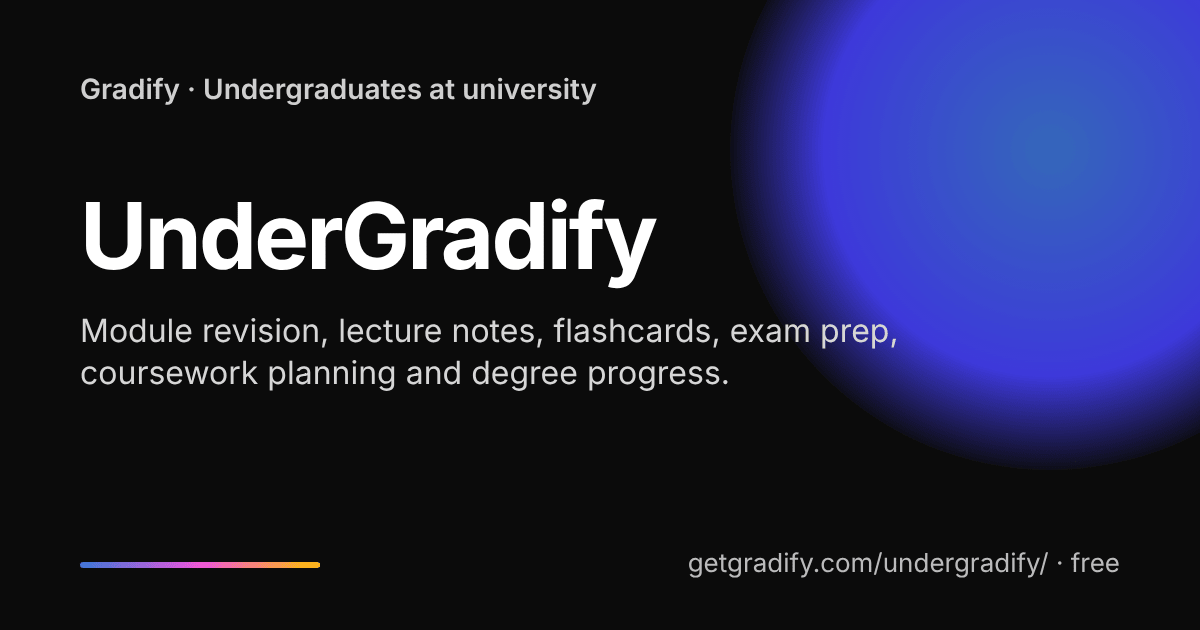 Gradify · Undergraduates at university
UnderGradify
Module revision, lecture notes, flashcards, exam prep,
coursework planning and degree progress.
getgradify.com/undergradify/ · free